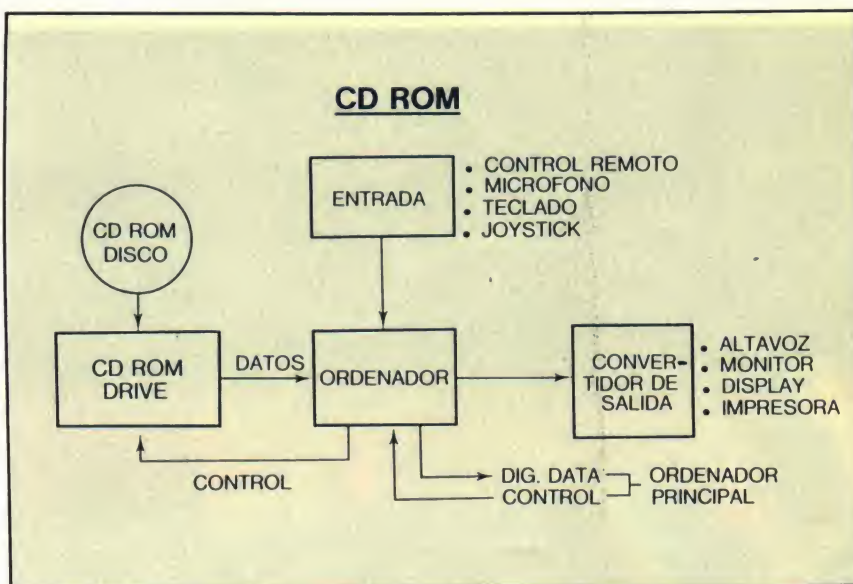 CD ROM
ENTRADA
• CONTROL REMOTO
• MICROFONO
• TECLADO
• JOYSTICK
CD ROM
DISCO
CD ROM
DRIVE
DATOS
ORDENADOR
CONVER-
TIDOR DE
SALIDA
• ALTAVOZ
• MONITOR
• DISPLAY
• IMPRESORA
CONTROL
DIG. DATA
CONTROL
ORDENADOR
PRINCIPAL